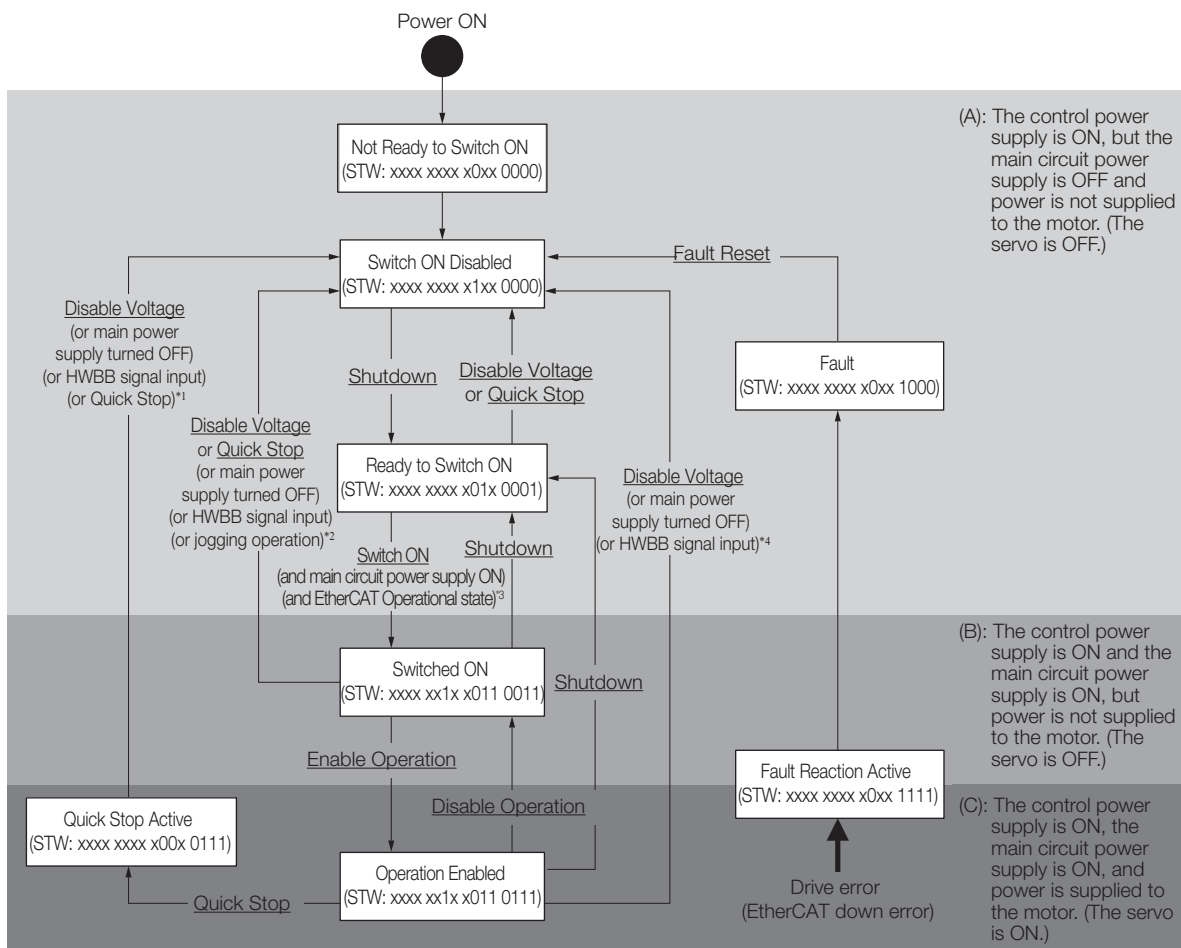 Power ON
Not Ready to Switch ON
(STW: xxxx xxxx x0xx 0000)
(A): The control power
supply is ON, but the
main circuit power
supply is OFF and
power is not supplied
to the motor. (The
servo is OFF.)
Switch ON Disabled
(STW: xxxx xxxx x1xx 0000)
Fault Reset
Disable Voltage
(or main power
supply turned OFF)
(or HWBB signal input)
(or Quick Stop)*1
Shutdown
Disable Voltage
or Quick Stop
Fault
(STW: xxxx xxxx x0xx 1000)
Disable Voltage
or Quick Stop
(or main power
supply turned OFF)
(or HWBB signal input)
(or jogging operation)*2
Ready to Switch ON
(STW: xxxx xxxx x01x 0001)
Disable Voltage
(or main power
supply turned OFF)
(or HWBB signal input)*4
Switch ON
(and main circuit power supply ON)
(and EtherCAT Operational state)*3
Shutdown
Switched ON
(STW: xxxx xx1x x011 0011)
Shutdown
(B): The control power
supply is ON and the
main circuit power
supply is ON, but
power is not supplied
to the motor. (The
servo is OFF.)
Enable Operation
Disable Operation
Fault Reaction Active
(STW: xxxx xxxx x0xx 1111)
Quick Stop Active
(STW: xxxx xxxx x00x 0111)
(C): The control power
supply is ON, the
main circuit power
supply is ON, and
power is supplied to
the motor. (The servo
is ON.)
Operation Enabled
(STW: xxxx xx1x x011 0111)
Quick Stop
Drive error
(EtherCAT down error)